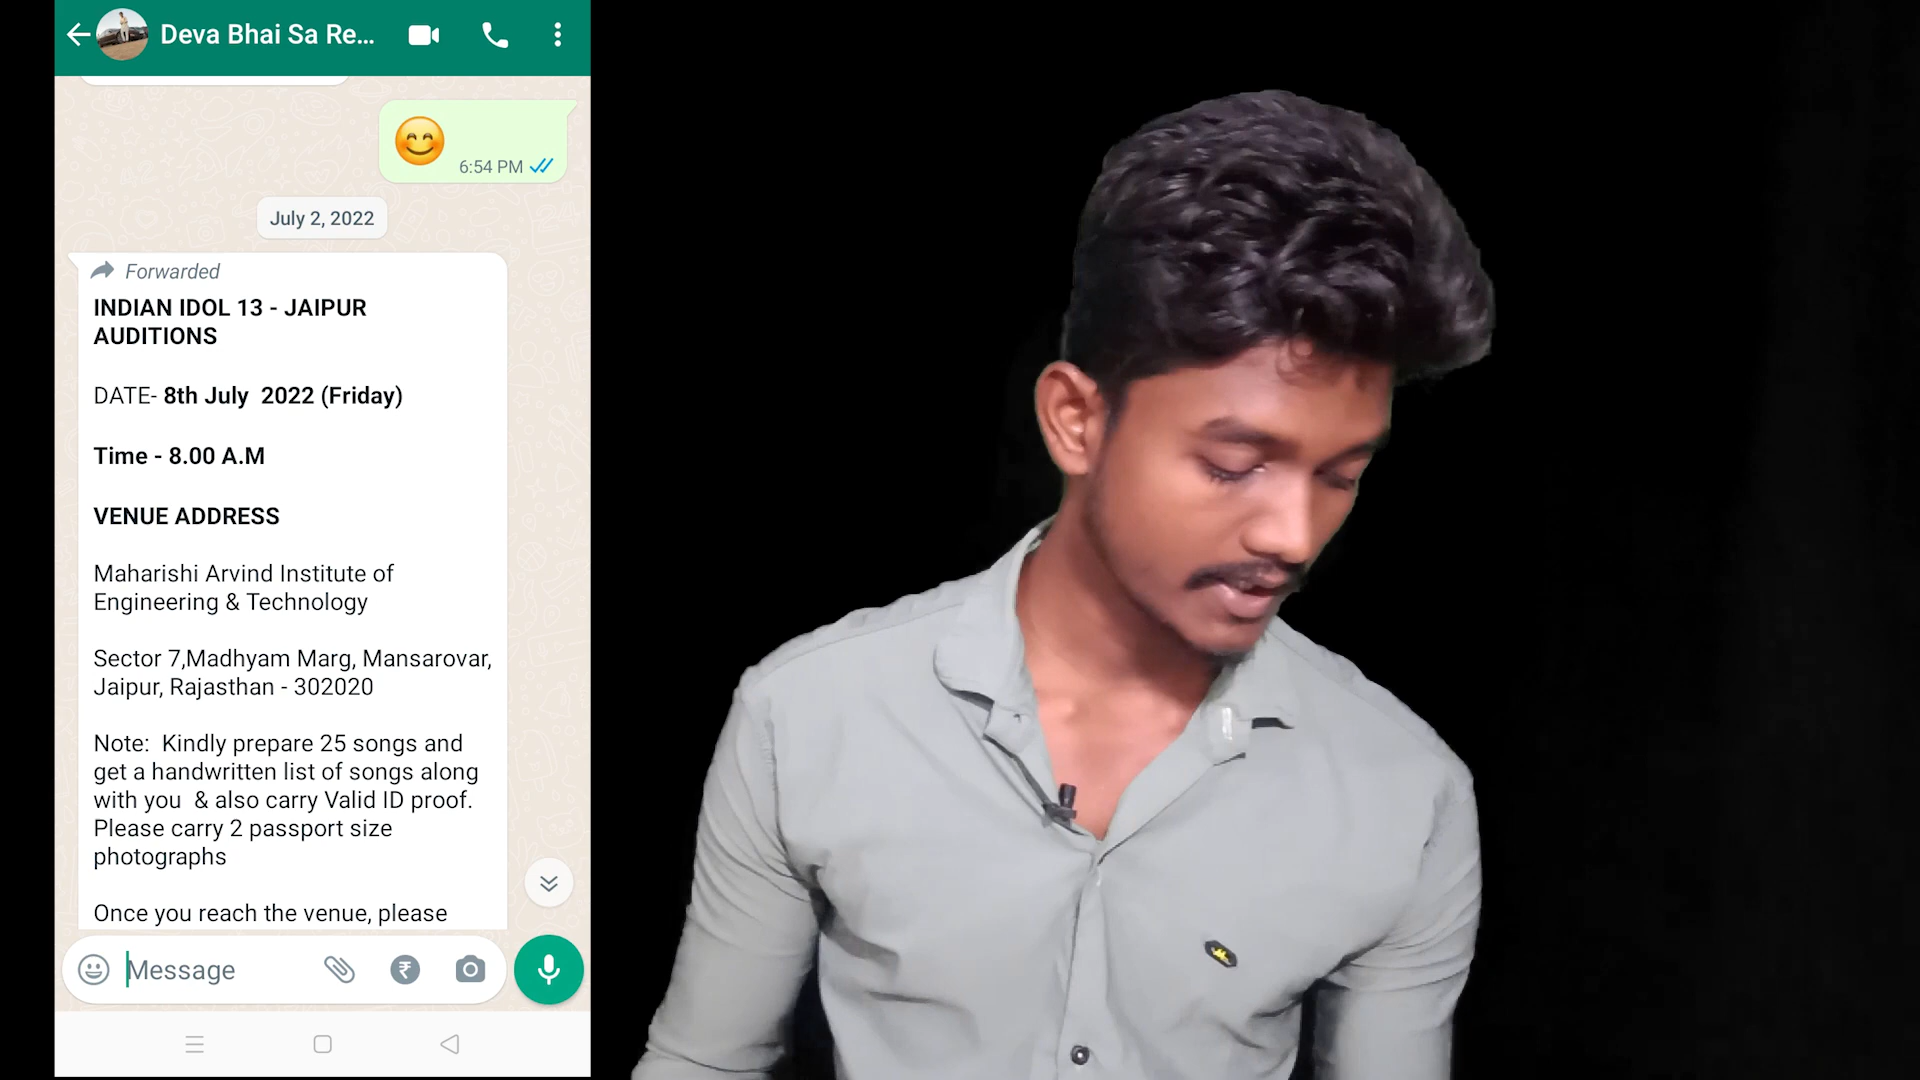 Deva Bhai Sa Re...
6:54 PM
July 2, 2022
Forwarded
INDIAN IDOL 13 - JAIPUR
AUDITIONS
DATE- 8th July  2022 (Friday)
Time - 8.00 A.M
VENUE ADDRESS
Maharishi Arvind Institute of
Engineering & Technology
Sector 7,Madhyam Marg, Mansarovar,
Jaipur, Rajasthan - 302020
Note:  Kindly prepare 25 songs and
get a handwritten list of songs along
with you  & also carry Valid ID proof.
Please carry 2 passport size
photographs
Once you reach the venue, please
Message